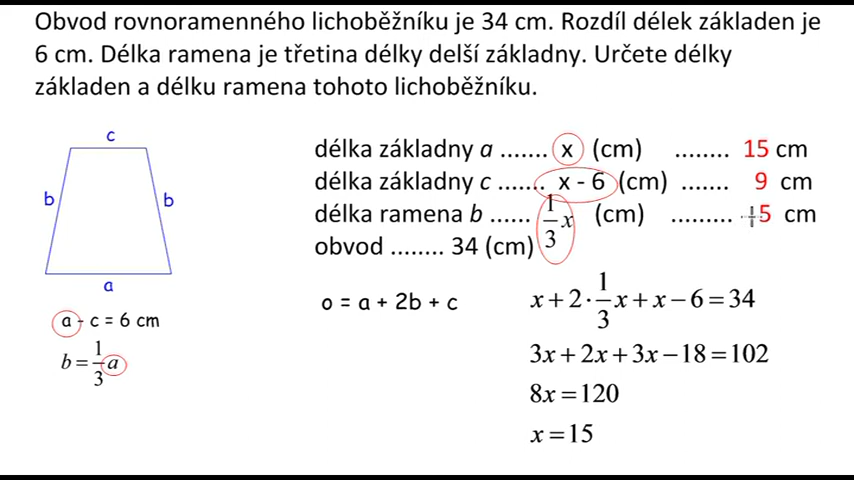 Obvod rovnoramenného lichoběžníku je 34 cm. Rozdíl délek základen je
6 cm. Délka ramena je třetina délky delší základny. Určete délky
základen a délku ramena tohoto lichoběžníku.
c
b
b
a
a - c = 6 cm
b = 1/3 a
délka základny a ....... x (cm) ........ 15 cm
délka základny c ....... x - 6 (cm) ....... 9 cm
délka ramena b ...... 1/3 x (cm) ......... 5 cm
obvod ........ 34 (cm)
o = a + 2b + c
x + 2 · 1/3 x + x − 6 = 34
3x + 2x + 3x − 18 = 102
8x = 120
x = 15